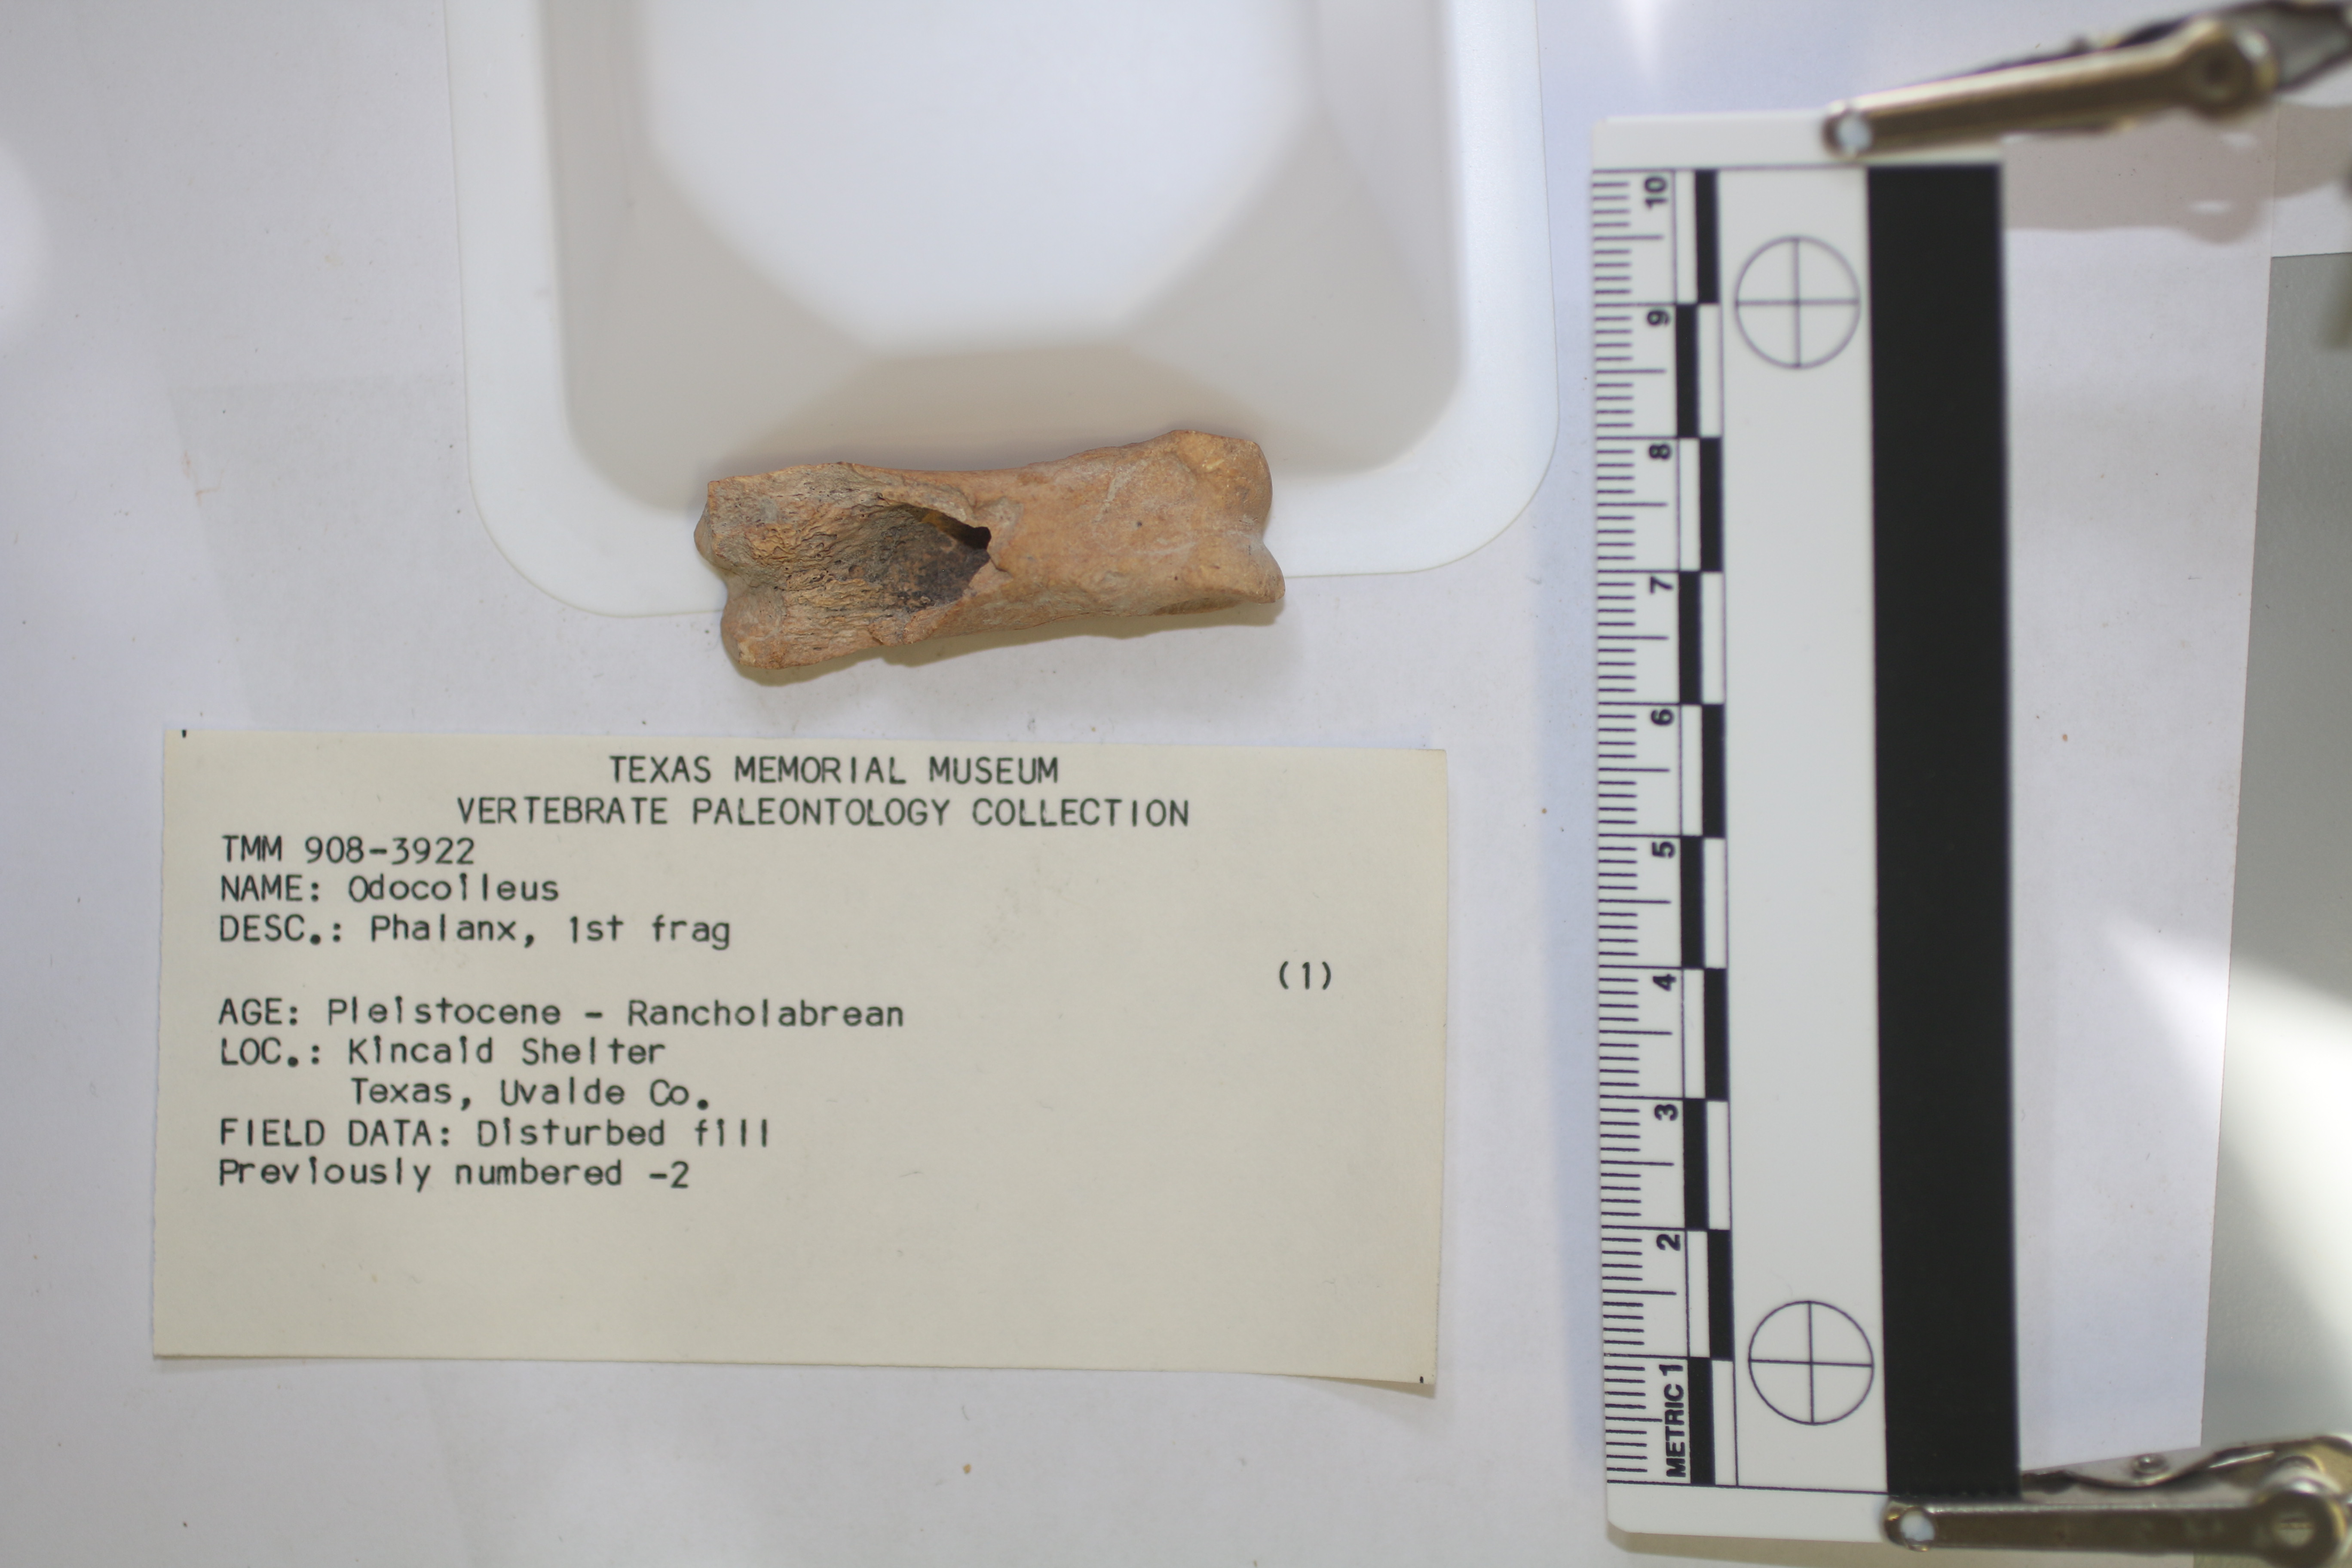 TEXAS MEMORIAL MUSEUM
VERTEBRATE PALEONTOLOGY COLLECTION
TMM 908-3922
NAME: Odocoileus
DESC.: Phalanx, 1st frag
(1)
AGE: Pleistocene - Rancholabrean
LOC.: Kincaid Shelter
Texas, Uvalde Co.
FIELD DATA: Disturbed fill
Previously numbered -2
METRIC 1 2 3 4 5 6 7 8 9 10